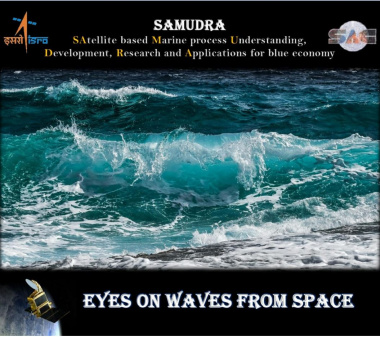 SAMUDRA
इसरो isro
SAC
SAtellite based Marine process Understanding,
Development, Research and Applications for blue economy
EYES ON WAVES FROM SPACE